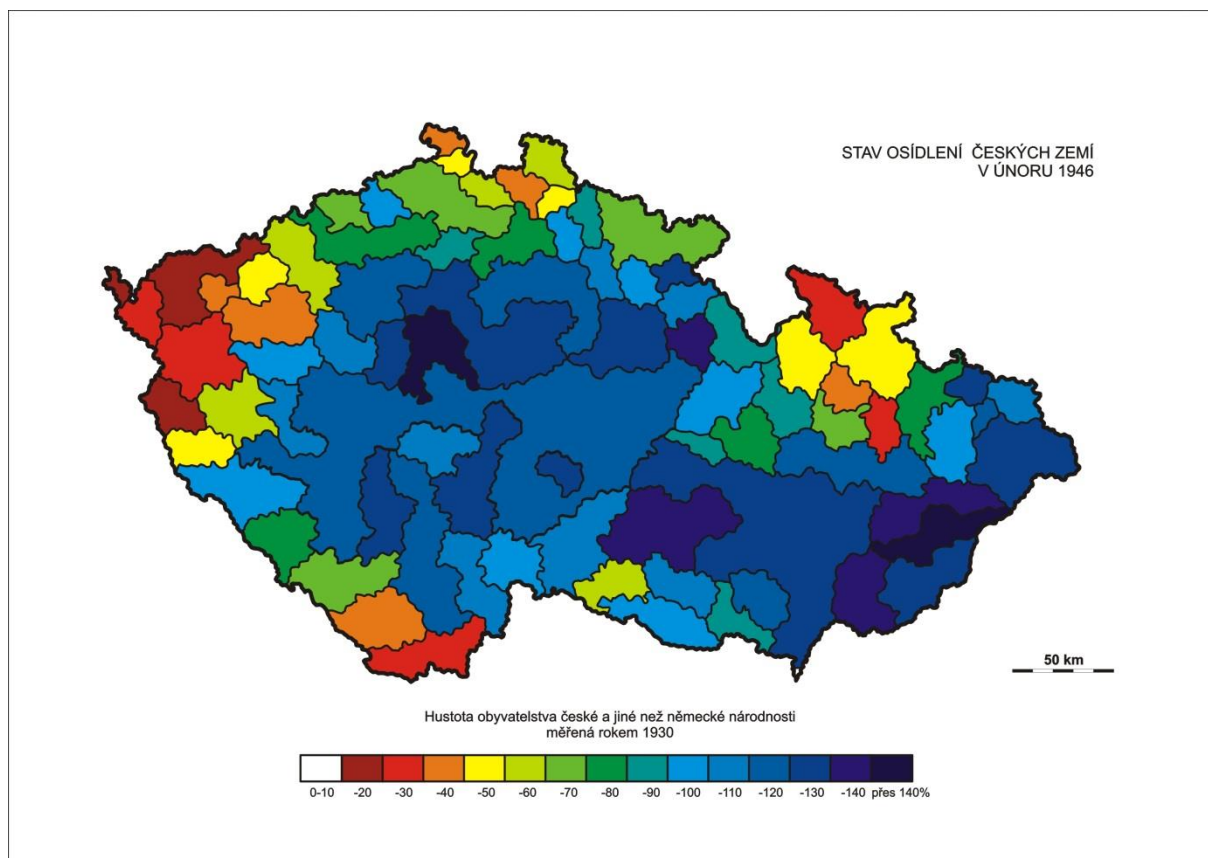 STAV OSÍDLENÍ ČESKÝCH ZEMÍ
V ÚNORU 1946
50 km
Hustota obyvatelstva české a jiné než německé národnosti
měřená rokem 1930
0-10 -20 -30 -40 -50 -60 -70 -80 -90 -100 -110 -120 -130 -140 přes 140%